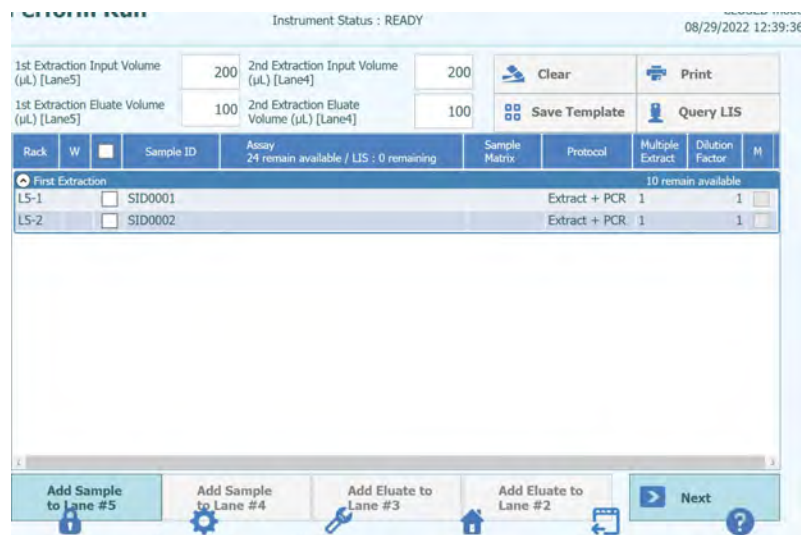 Instrument Status : READY
08/29/2022 12:39:36
1st Extraction Input Volume
(µL) [Lane5]
200
2nd Extraction Input Volume
(µL) [Lane4]
200
Clear
Print
1st Extraction Eluate Volume
(µL) [Lane5]
100
2nd Extraction Eluate
Volume (µL) [Lane4]
100
Save Template
Query LIS
Rack W Sample ID
Assay
24 remain available / LIS : 0 remaining
Sample
Matrix
Protocol
Multiple
Extract
Dilution
Factor
M
First Extraction 10 remain available
L5-1 SID0001 Extract + PCR 1 1
L5-2 SID0002 Extract + PCR 1 1
Add Sample
to Lane #5
Add Sample
to Lane #4
Add Eluate to
Lane #3
Add Eluate to
Lane #2
Next